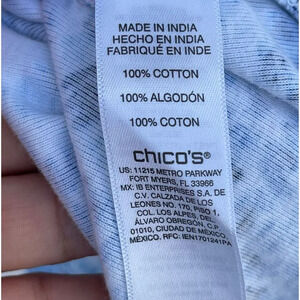 MADE IN INDIA
HECHO EN INDIA
FABRIQUÉ EN INDE
100% COTTON
100% ALGODÓN
100% COTON
chico's®
US: 11215 METRO PARKWAY
FORT MYERS, FL 33966
MX: IB ENTERPRISES S.A. DE
C.V. CALZADA DE LOS
LEONES NO. 170, PISO 1,
COL. LOS ALPES, DEL.
ÁLVARO OBREGÓN, C.P.
01010, CIUDAD DE MÉXICO,
MÉXICO. RFC: IEN1701241PA